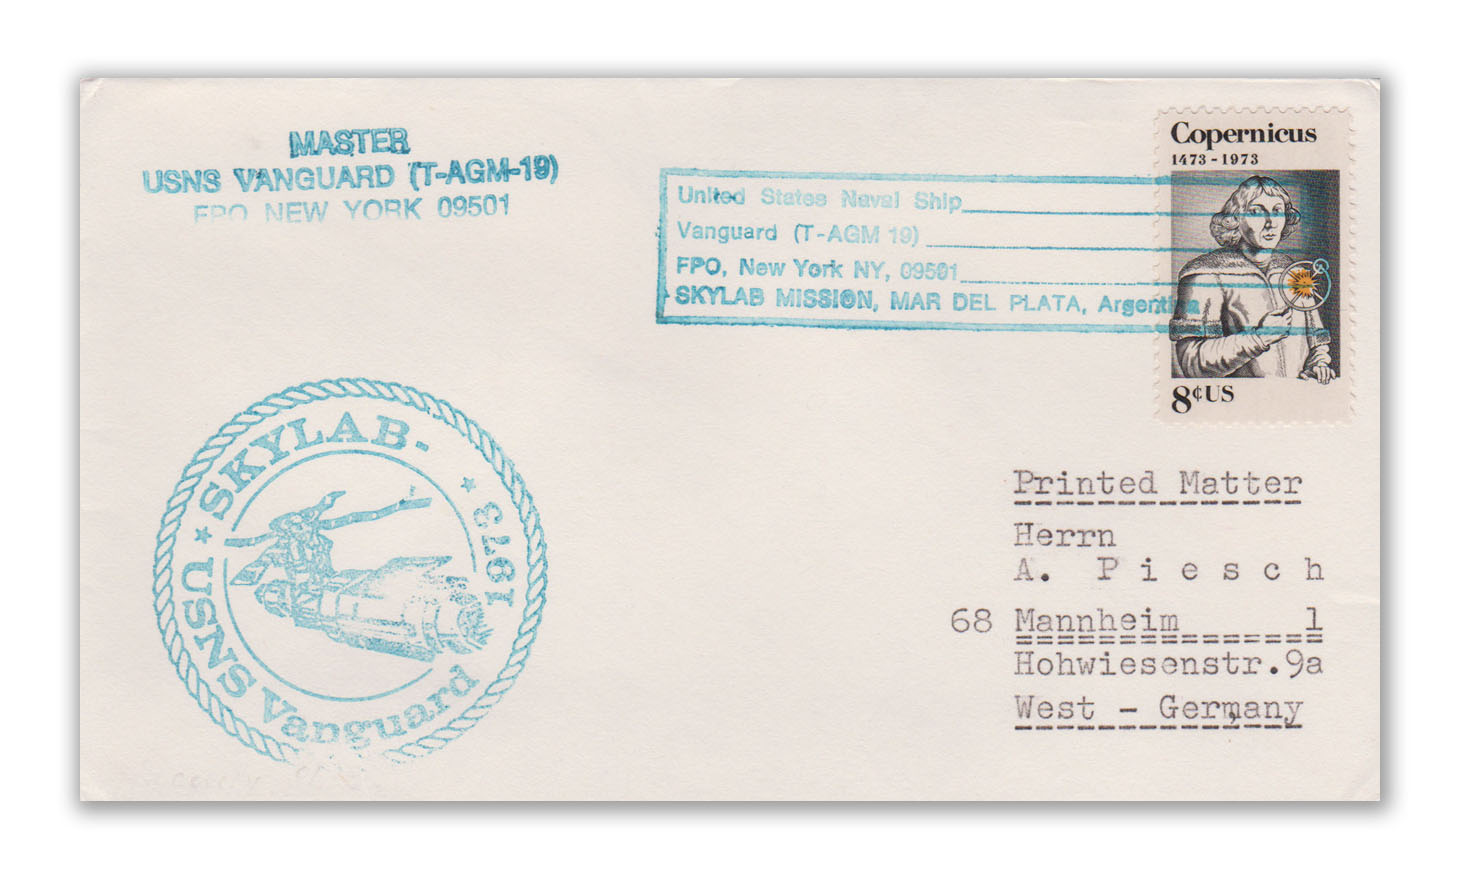 MASTER
USNS VANGUARD (T-AGM-19)
FPO NEW YORK 09501
United States Naval Ship
Vanguard (T-AGM 19)
FPO, New York NY, 09501
SKYLAB MISSION, MAR DEL PLATA, Argentina
Copernicus
1473-1973
8¢US
SKYLAB-
1973
USNS Vanguard
Printed Matter
Herrn
A. Piesch
68 Mannheim 1
Hohwiesenstr.9a
West - Germany